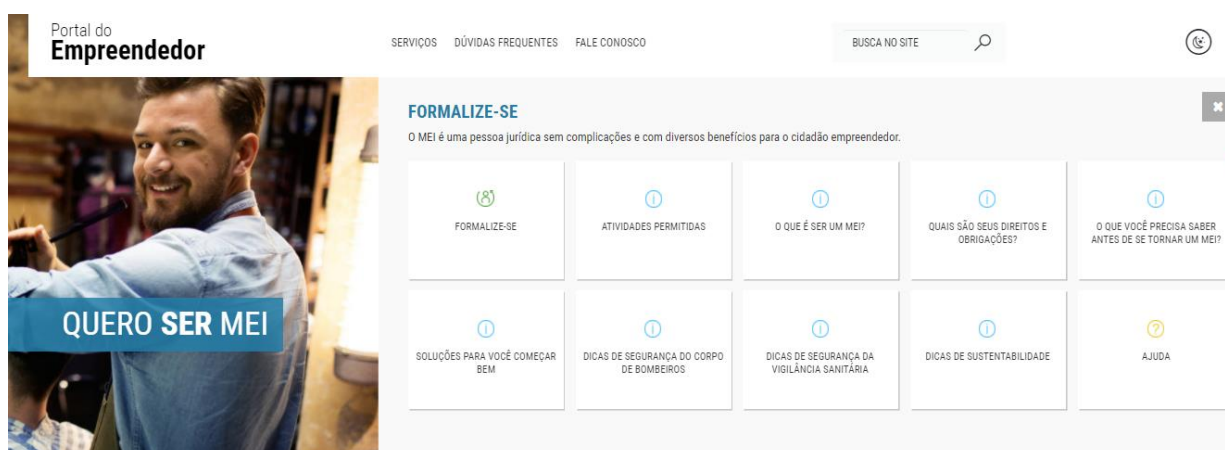 Portal do
Empreendedor
SERVIÇOS DÚVIDAS FREQUENTES FALE CONOSCO
BUSCA NO SITE
QUERO SER MEI
FORMALIZE-SE
O MEI é uma pessoa jurídica sem complicações e com diversos benefícios para o cidadão empreendedor.
FORMALIZE-SE
ATIVIDADES PERMITIDAS
O QUE É SER UM MEI?
QUAIS SÃO SEUS DIREITOS E
OBRIGAÇÕES?
O QUE VOCÊ PRECISA SABER
ANTES DE SE TORNAR UM MEI?
SOLUÇÕES PARA VOCÊ COMEÇAR
BEM
DICAS DE SEGURANÇA DO CORPO
DE BOMBEIROS
DICAS DE SEGURANÇA DA
VIGILÂNCIA SANITÁRIA
DICAS DE SUSTENTABILIDADE
AJUDA